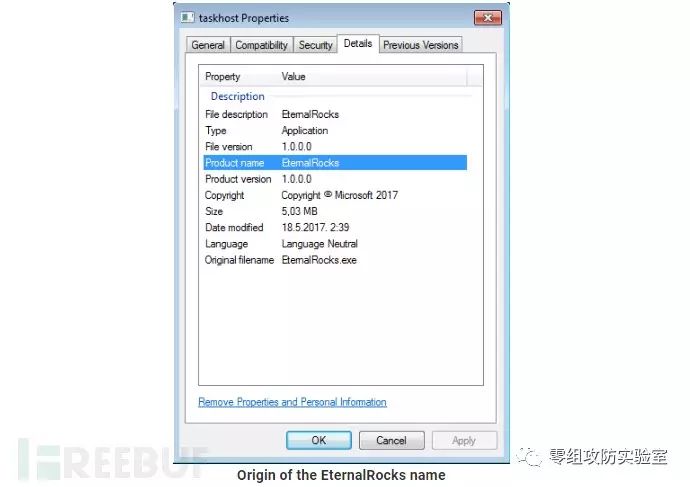 taskhost Properties
General Compatibility Security Details Previous Versions
Property Value
Description
File description EternalRocks
Type Application
File version 1.0.0.0
Product name EternalRocks
Product version 1.0.0.0
Copyright Copyright © Microsoft 2017
Size 5,03 MB
Date modified 18.5.2017. 2:39
Language Language Neutral
Original filename EternalRocks.exe
Remove Properties and Personal Information
OK Cancel Apply
FREEBUF
零组攻防实验室
Origin of the EternalRocks name